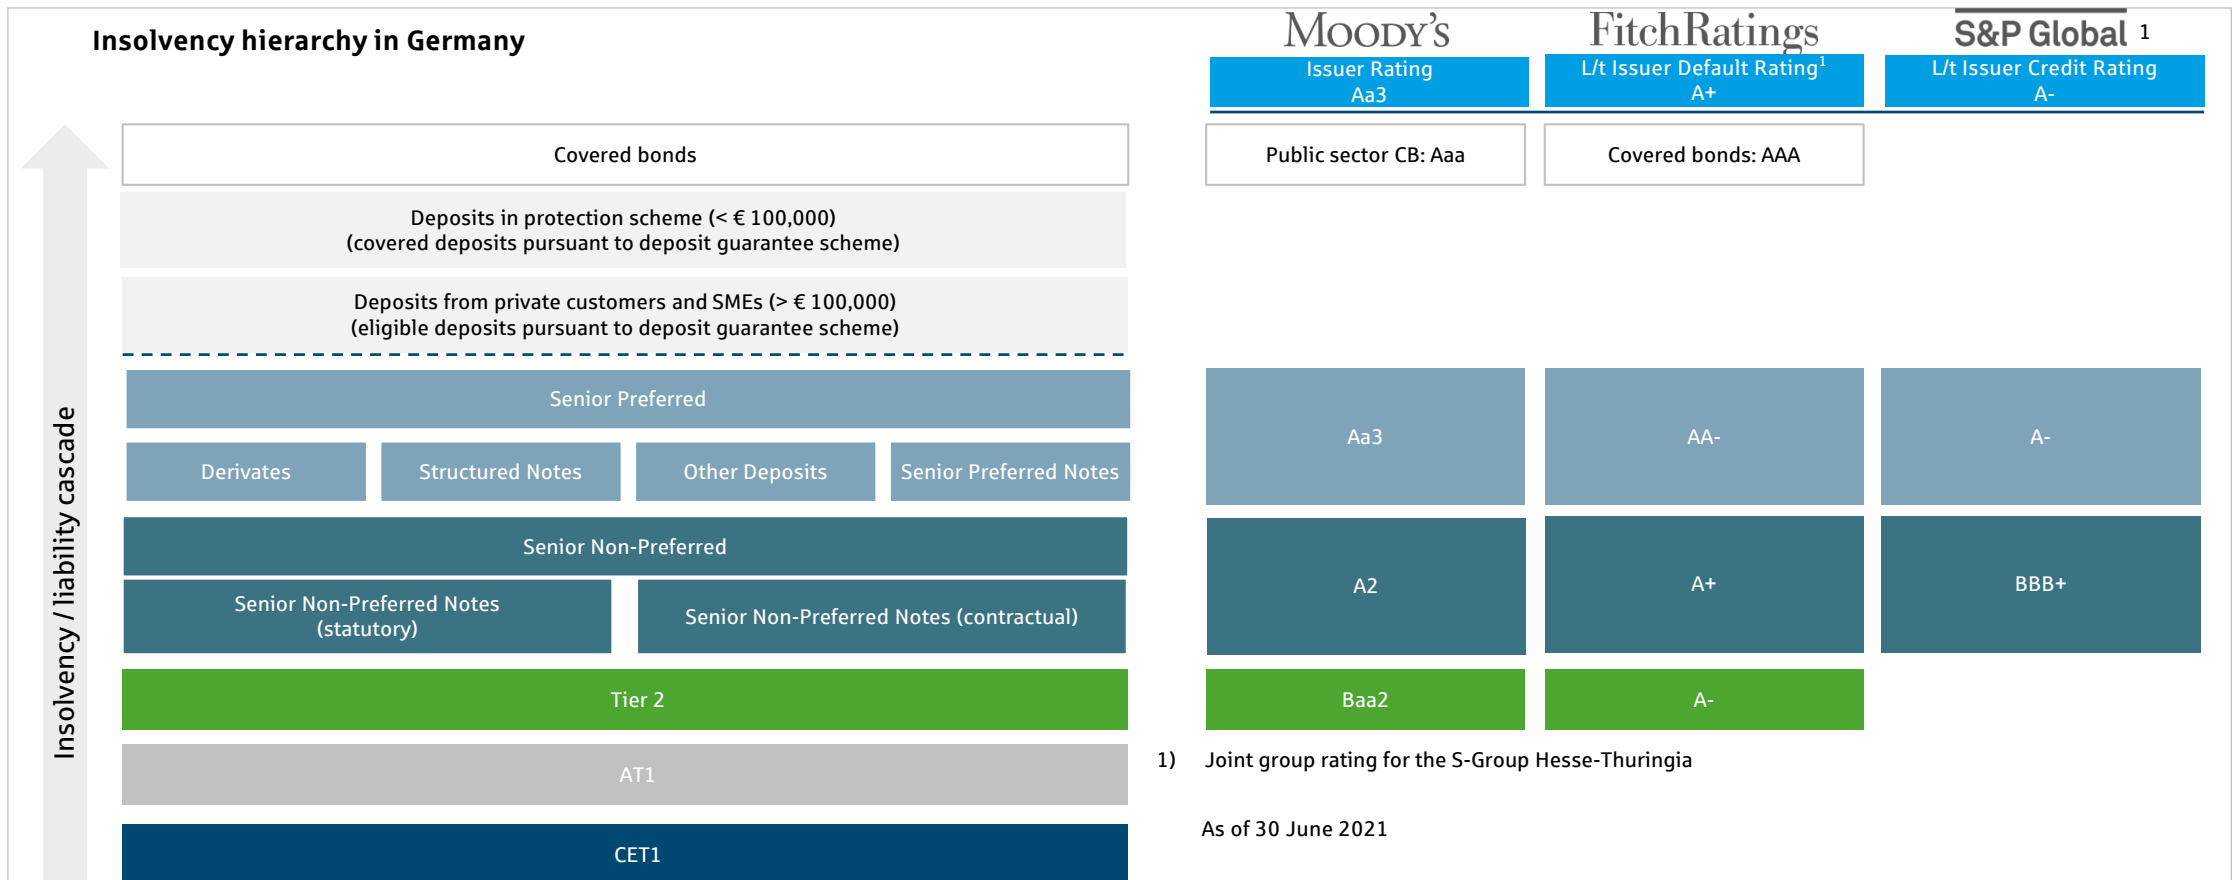 Insolvency hierarchy in Germany
MOODY'S
FitchRatings
S&P Global 1
Issuer Rating
Aa3
L/t Issuer Default Rating1
A+
L/t Issuer Credit Rating
A-
Insolvency / liability cascade
Covered bonds
Public sector CB: Aaa
Covered bonds: AAA
Deposits in protection scheme (< € 100,000)
(covered deposits pursuant to deposit guarantee scheme)
Deposits from private customers and SMEs (> € 100,000)
(eligible deposits pursuant to deposit guarantee scheme)
Senior Preferred
Derivates
Structured Notes
Other Deposits
Senior Preferred Notes
Aa3
AA-
A-
Senior Non-Preferred
Senior Non-Preferred Notes
(statutory)
Senior Non-Preferred Notes (contractual)
A2
A+
BBB+
Tier 2
Baa2
A-
AT1
1) Joint group rating for the S-Group Hesse-Thuringia
As of 30 June 2021
CET1